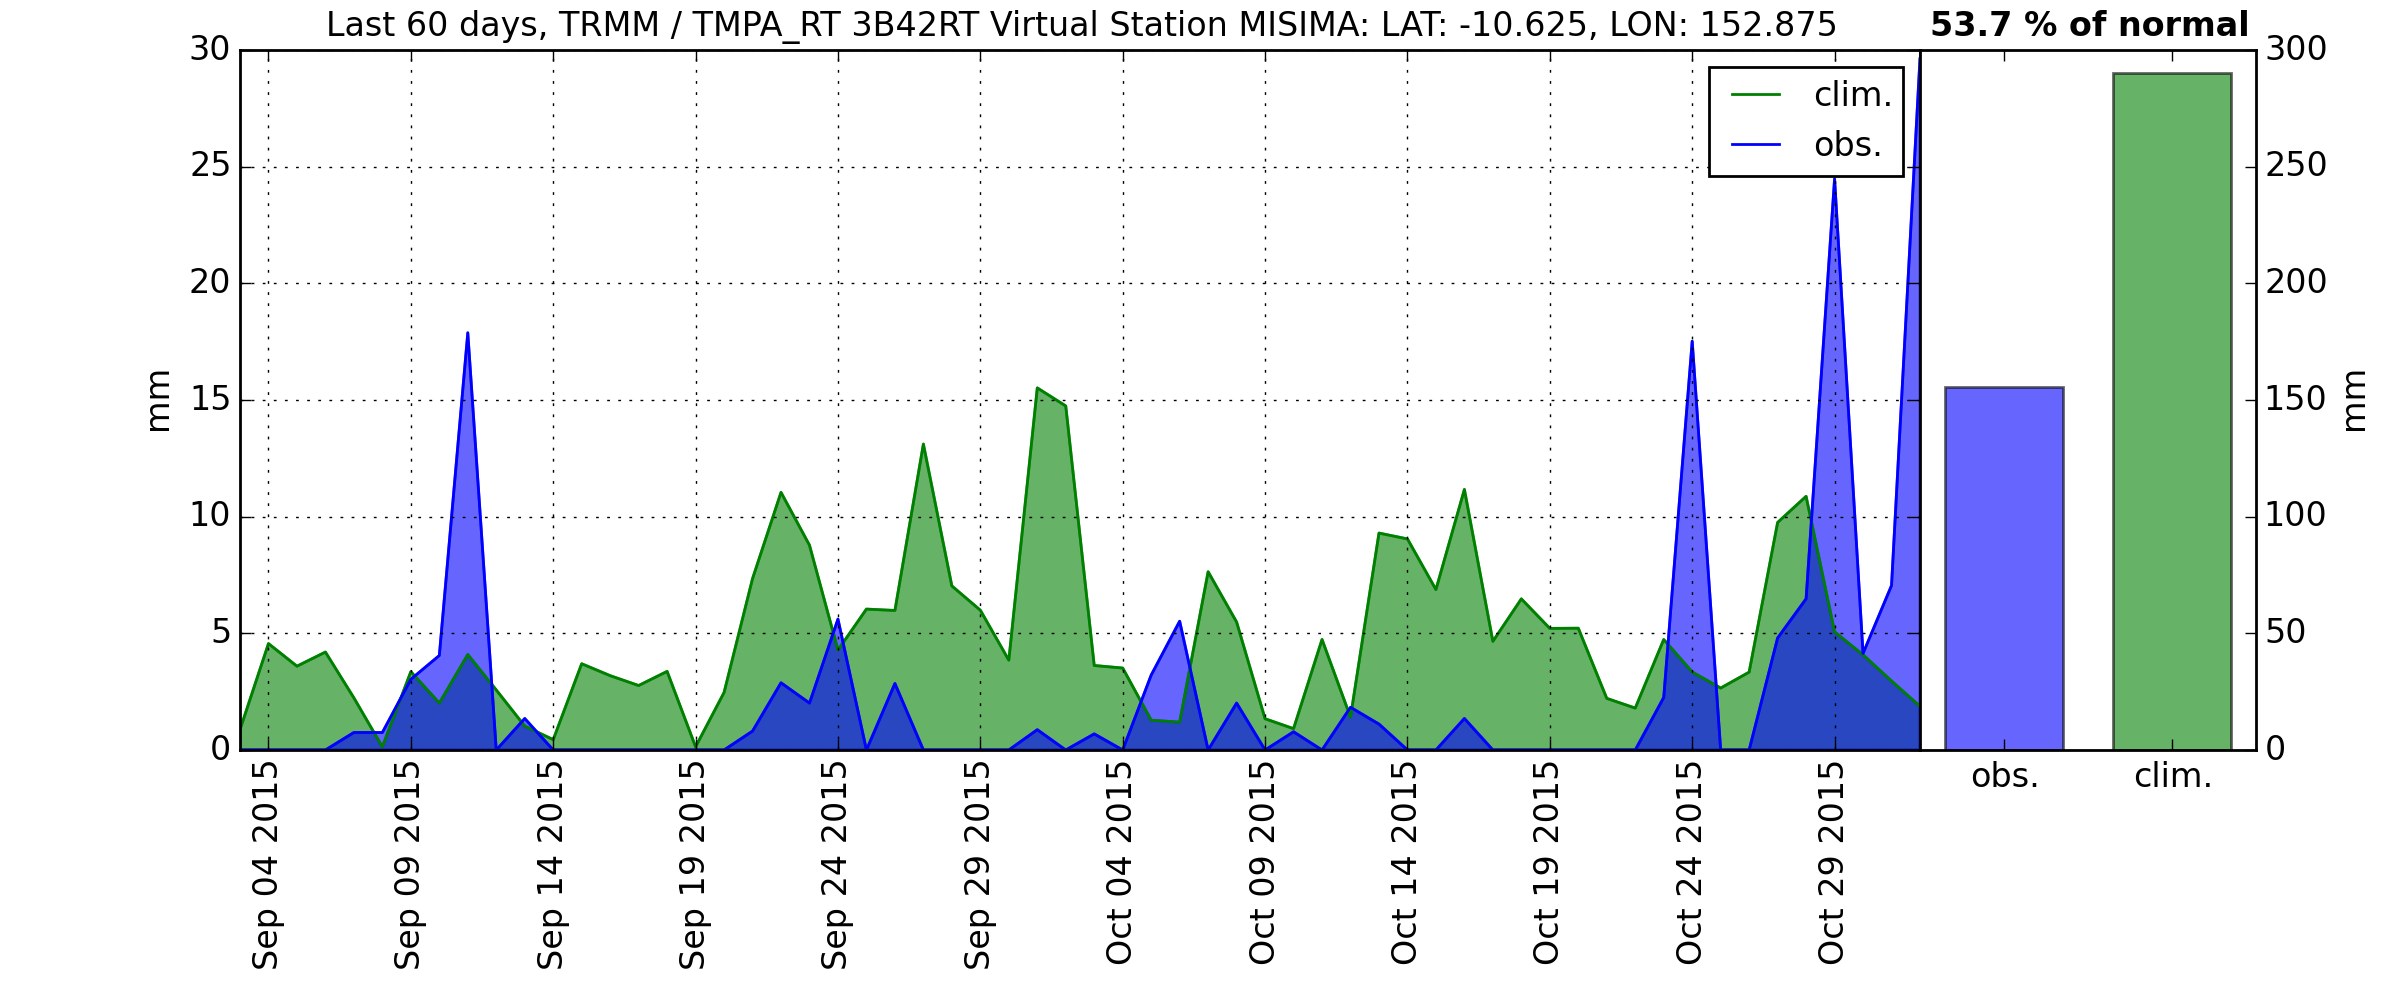 Last 60 days, TRMM / TMPA_RT 3B42RT Virtual Station MISIMA: LAT: -10.625, LON: 152.875
53.7 % of normal
30
25
20
15
10
5
0
mm
clim.
obs.
300
250
200
150
100
50
0
mm
Sep 04 2015
Sep 09 2015
Sep 14 2015
Sep 19 2015
Sep 24 2015
Sep 29 2015
Oct 04 2015
Oct 09 2015
Oct 14 2015
Oct 19 2015
Oct 24 2015
Oct 29 2015
obs.
clim.